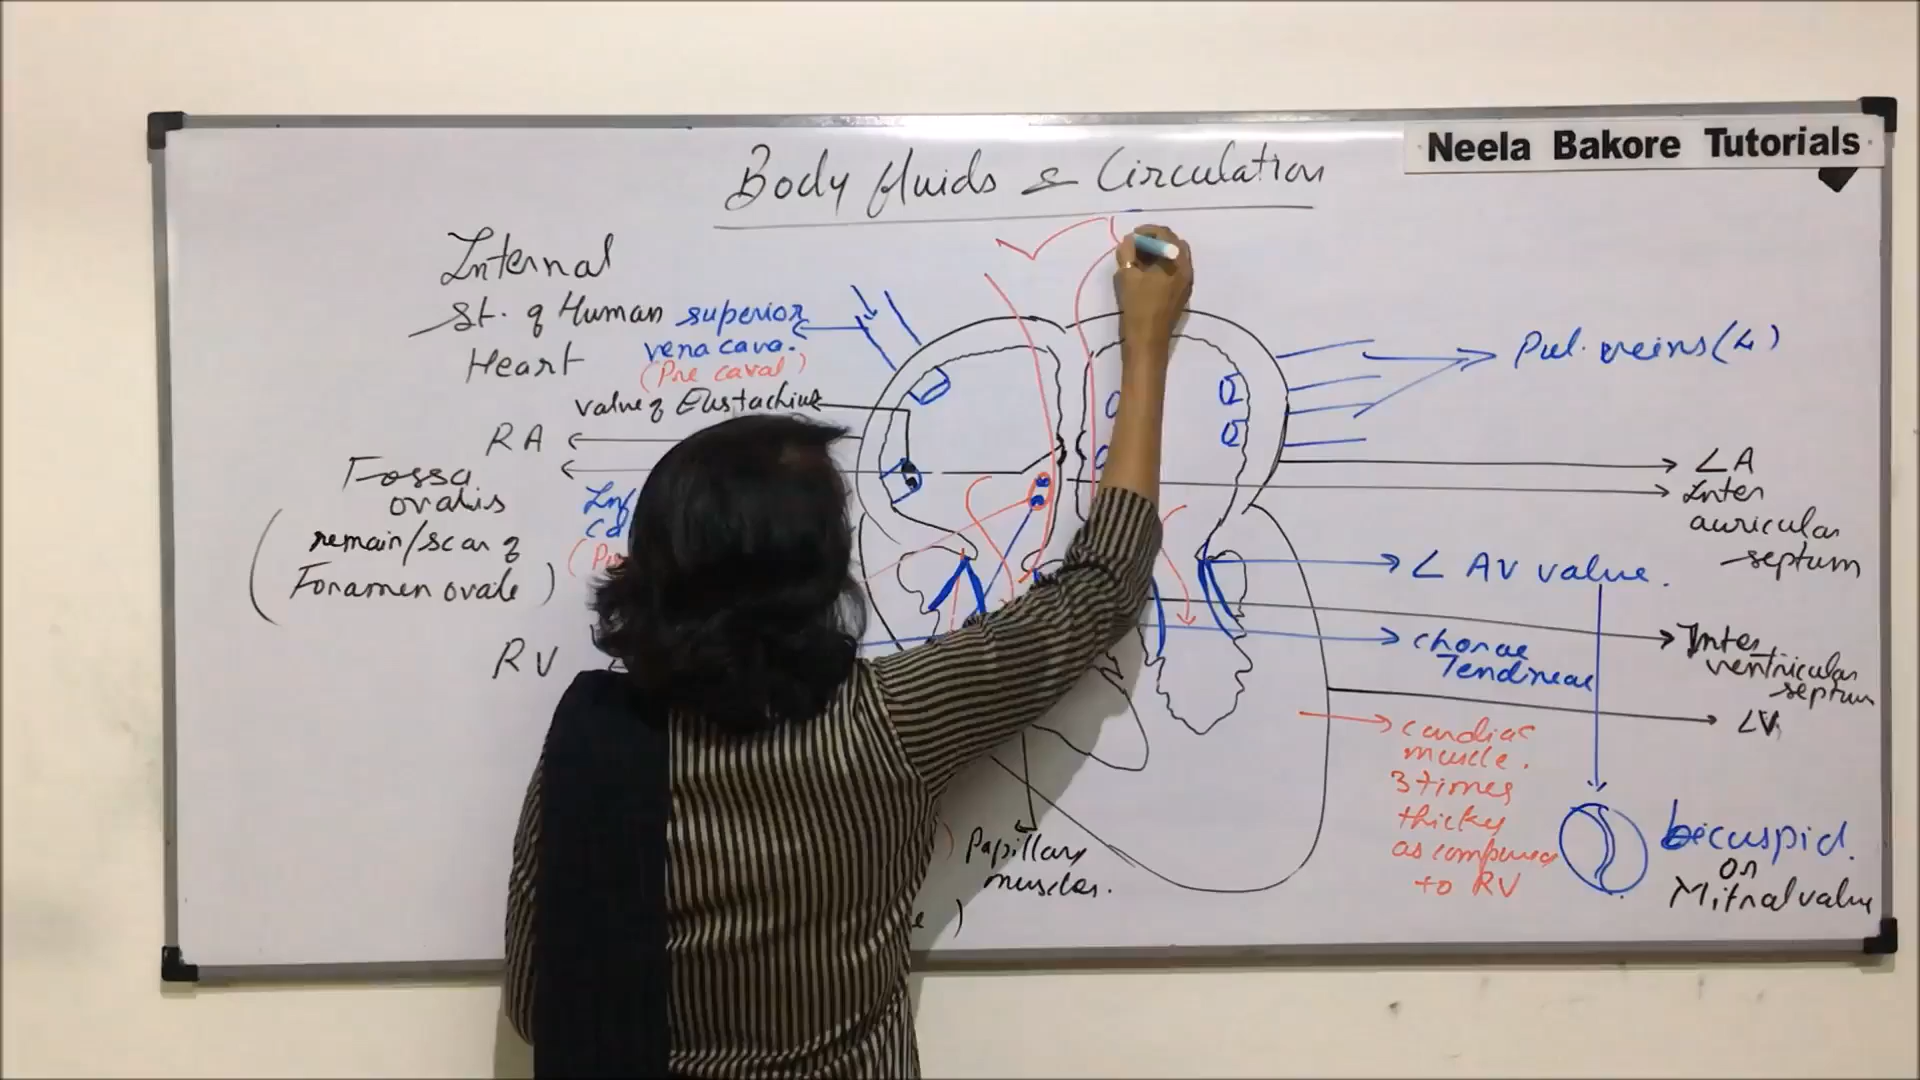 Neela Bakore Tutorials
Body fluids & Circulation
Internal
St. of Human
Heart
superior
vena cava.
(Pre caval)
valve of Eustachius
RA
Fossa
ovalis
(remain/scar of
Foramen ovale)
Inf
ca
RV
Papillary
muscles.
)
Pul. veins (4)
LA
Inter
auricular
septum
L AV valve.
Inter
ventricular
septum
chorae
Tendineae
LV
cardiac
muscle.
3 times
thicker
as compared
to RV
bicuspid.
or
Mitral valve